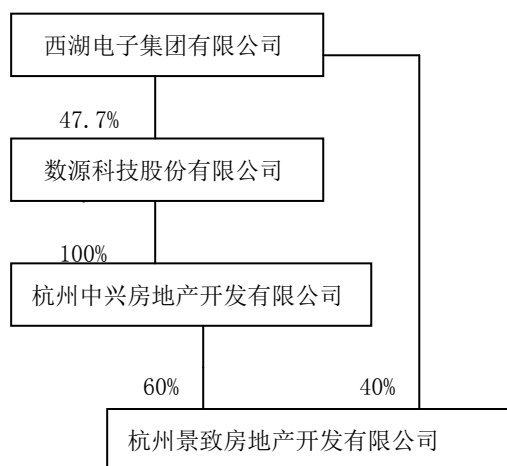 西湖电子集团有限公司
47.7%
数源科技股份有限公司
100%
杭州中兴房地产开发有限公司
60% 40%
杭州景致房地产开发有限公司